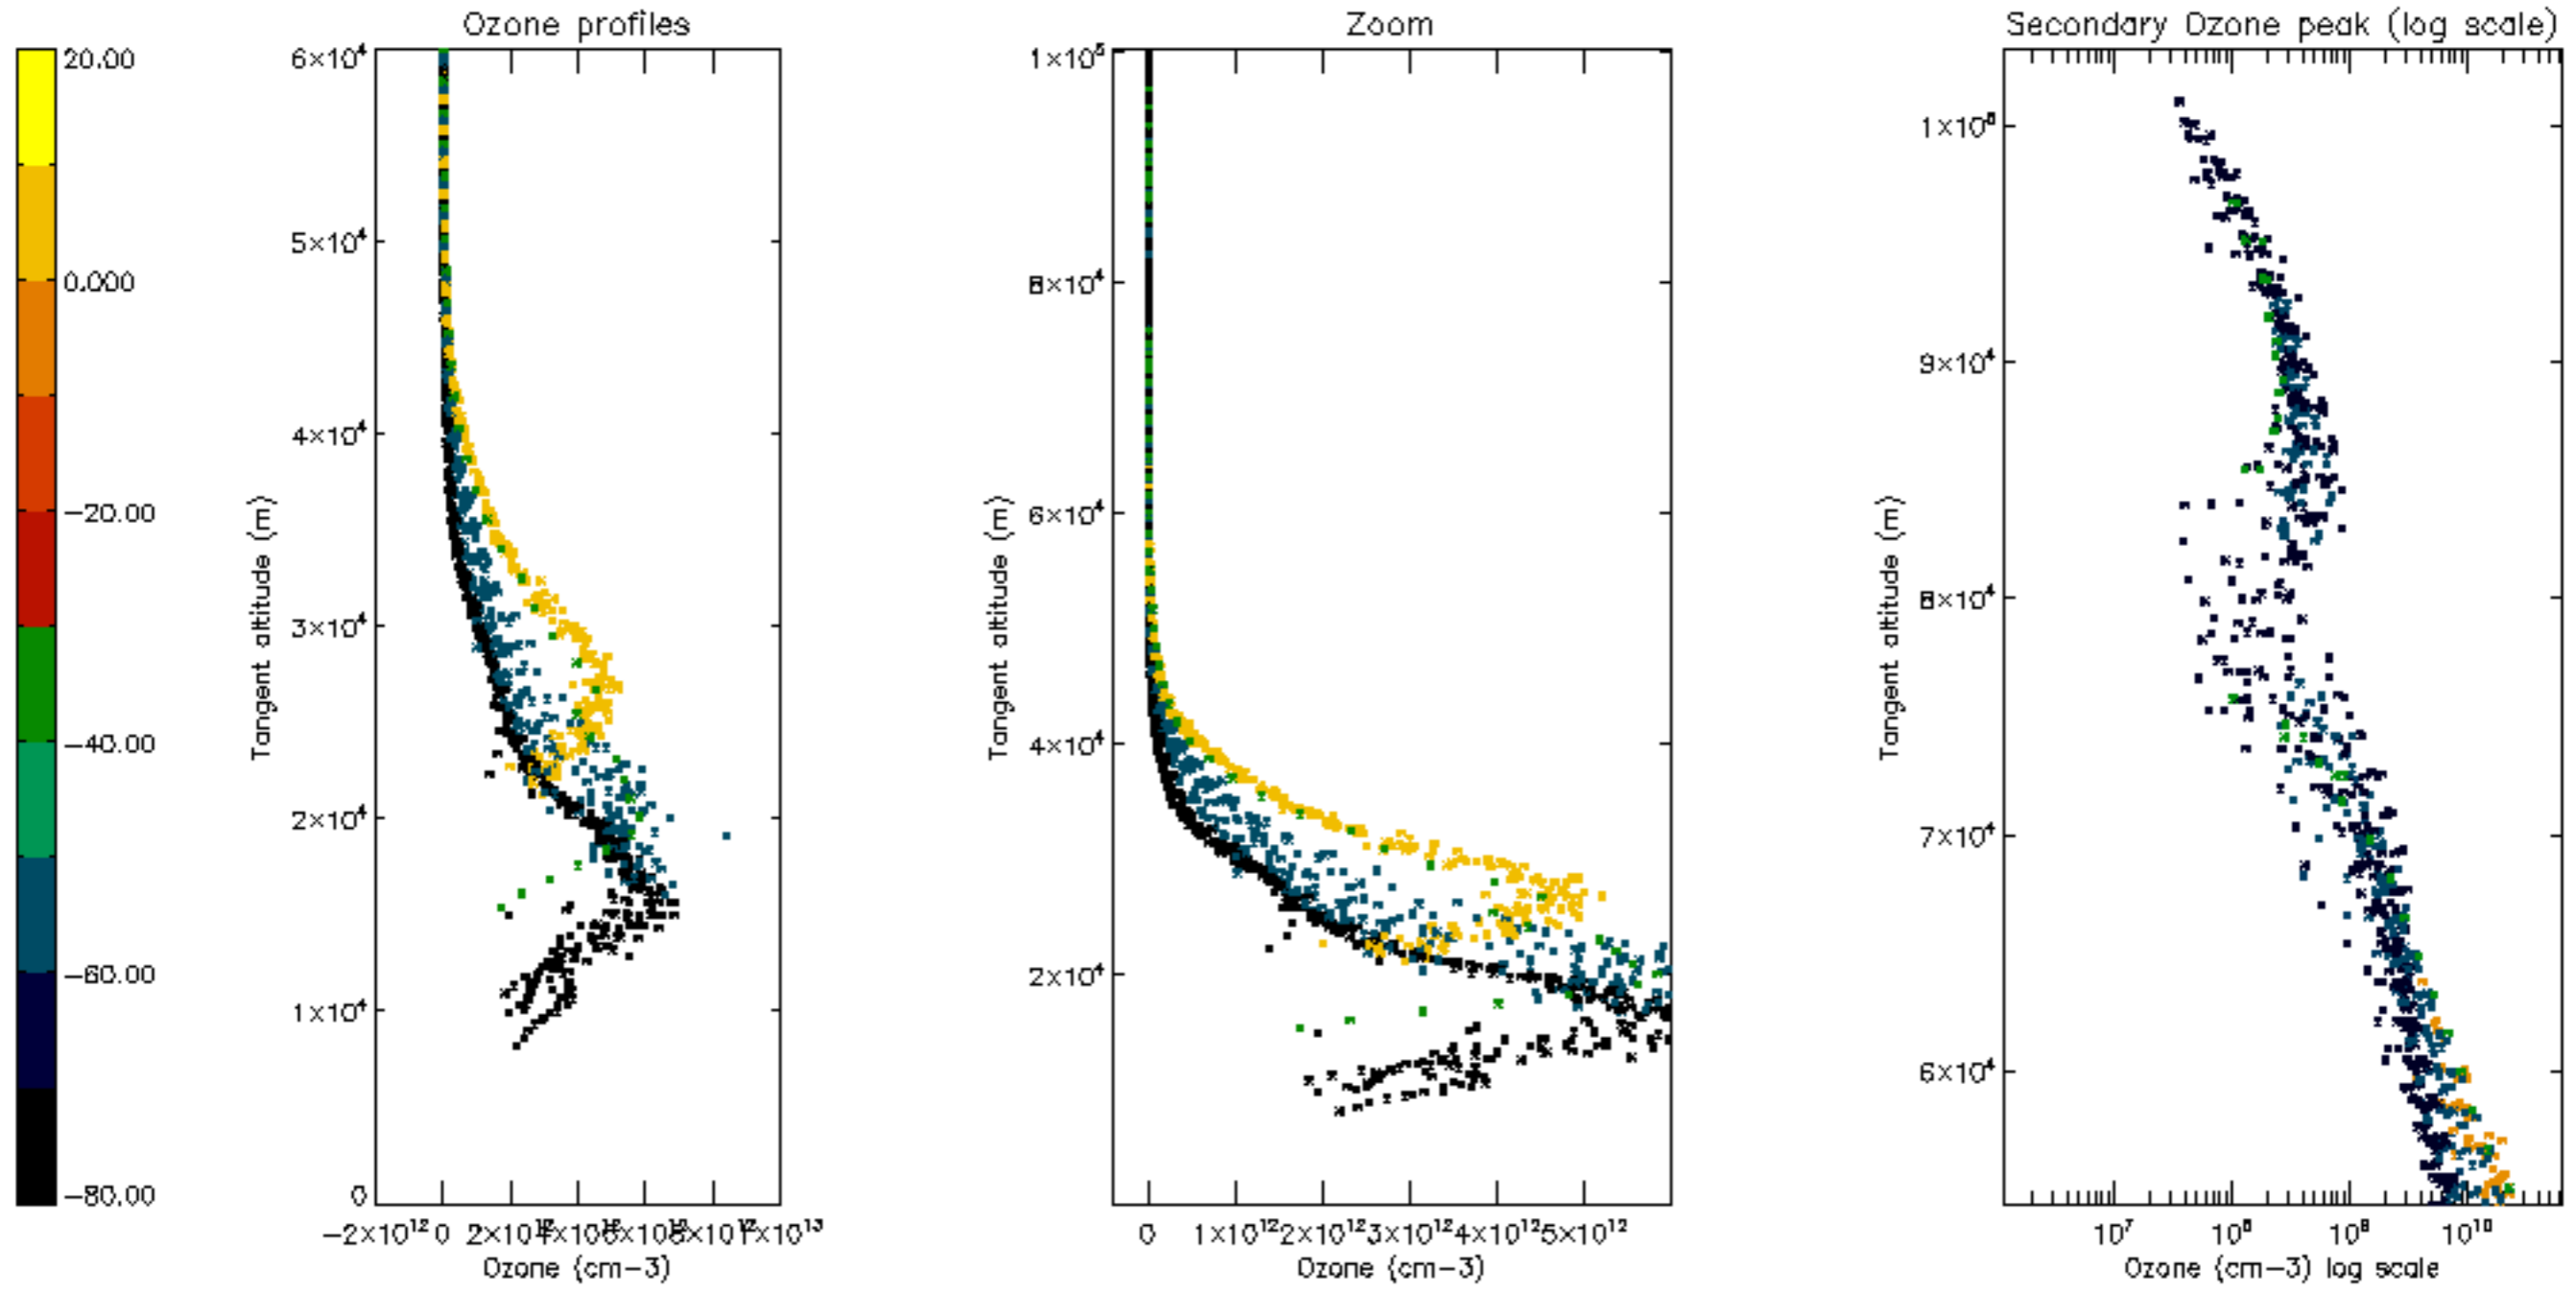 Ozone profiles
Zoom
Secondary Ozone peak (log scale)
20.00
0.000
−20.00
−40.00
−60.00
−80.00
6×10⁴
5×10⁴
4×10⁴
3×10⁴
2×10⁴
1×10⁴
0
Tangent altitude (m)
−2×10¹² 0
1×10¹³
Ozone (cm−3)
1×10⁵
8×10⁴
6×10⁴
4×10⁴
2×10⁴
Tangent altitude (m)
0 1×10¹² 2×10¹² 3×10¹² 4×10¹² 5×10¹²
Ozone (cm−3)
1×10⁵
9×10⁴
8×10⁴
7×10⁴
6×10⁴
Tangent altitude (m)
10⁷ 10⁸ 10⁹ 10¹⁰
Ozone (cm−3) log scale